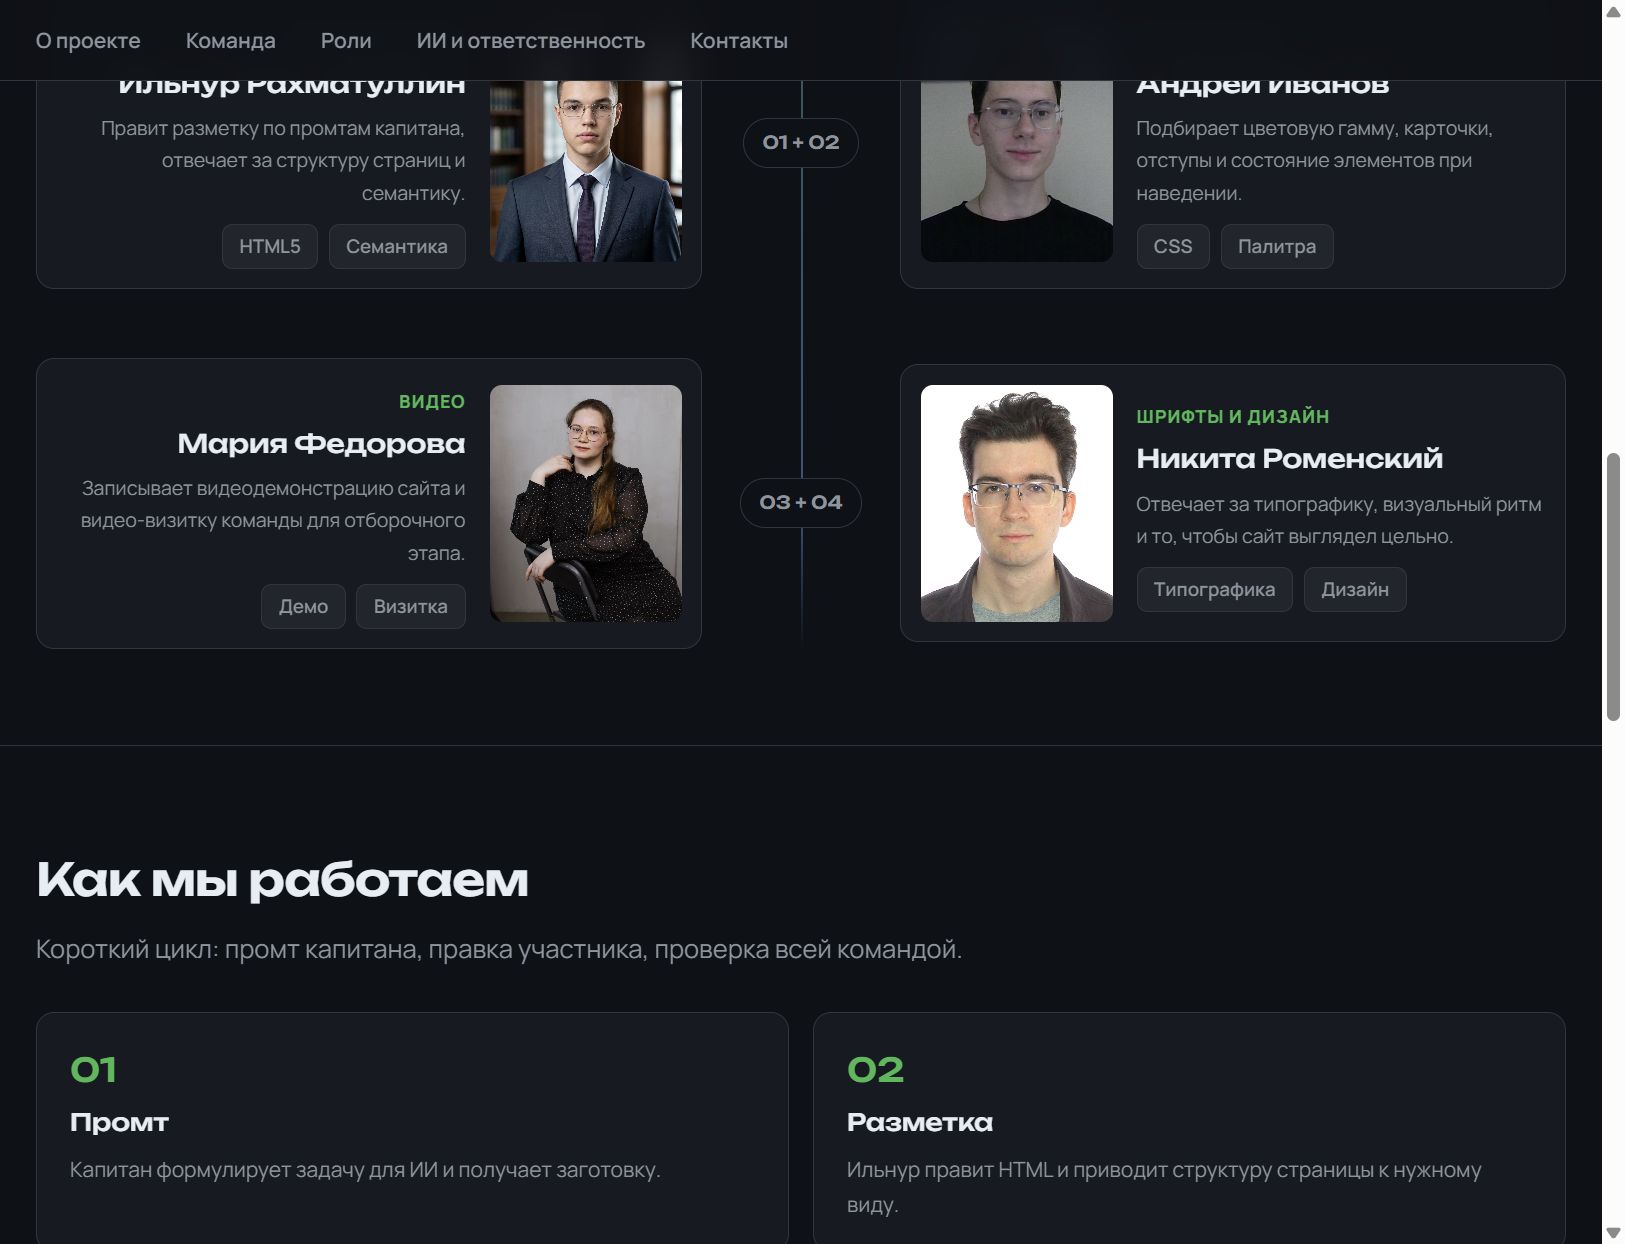 О проекте
Команда
Роли
ИИ и ответственность
Контакты
Ильнур Рахматуллин
Правит разметку по промтам капитана,
отвечает за структуру страниц и
семантику.
HTML5
Семантика
01 + 02
Андрей Иванов
Подбирает цветовую гамму, карточки,
отступы и состояние элементов при
наведении.
CSS
Палитра
ВИДЕО
Мария Федорова
Записывает видеодемонстрацию сайта и
видео-визитку команды для отборочного
этапа.
Демо
Визитка
03 + 04
ШРИФТЫ И ДИЗАЙН
Никита Роменский
Отвечает за типографику, визуальный ритм
и то, чтобы сайт выглядел цельно.
Типографика
Дизайн
Как мы работаем
Короткий цикл: промт капитана, правка участника, проверка всей командой.
01
Промт
Капитан формулирует задачу для ИИ и получает заготовку.
02
Разметка
Ильнур правит HTML и приводит структуру страницы к нужному
виду.